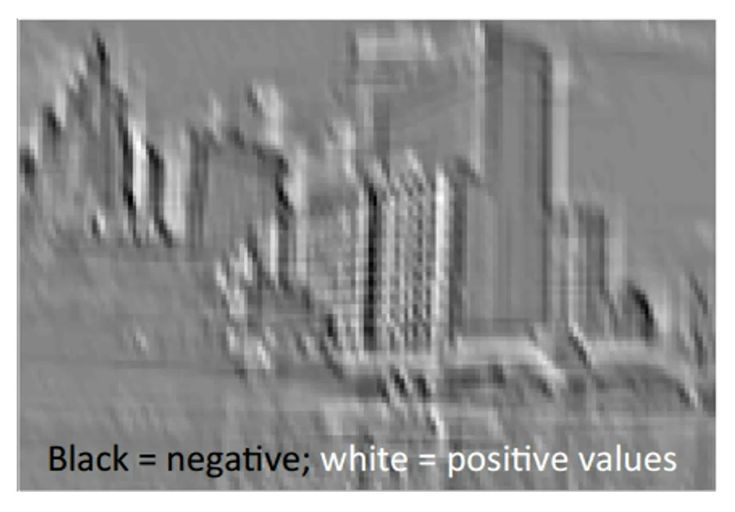 Black = negative; white = positive values